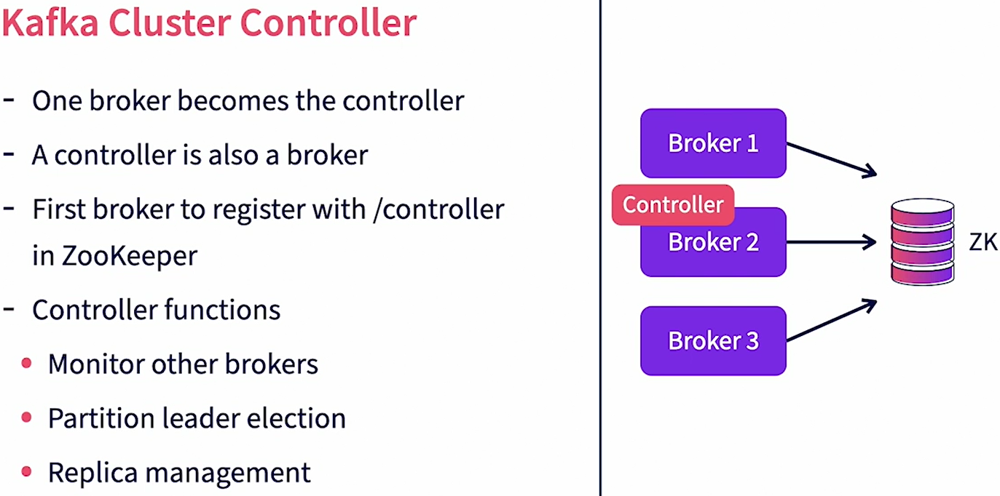 Kafka Cluster Controller
- One broker becomes the controller
- A controller is also a broker
- First broker to register with /controller
in ZooKeeper
- Controller functions
• Monitor other brokers
• Partition leader election
• Replica management
Broker 1
Controller
Broker 2
Broker 3
ZK